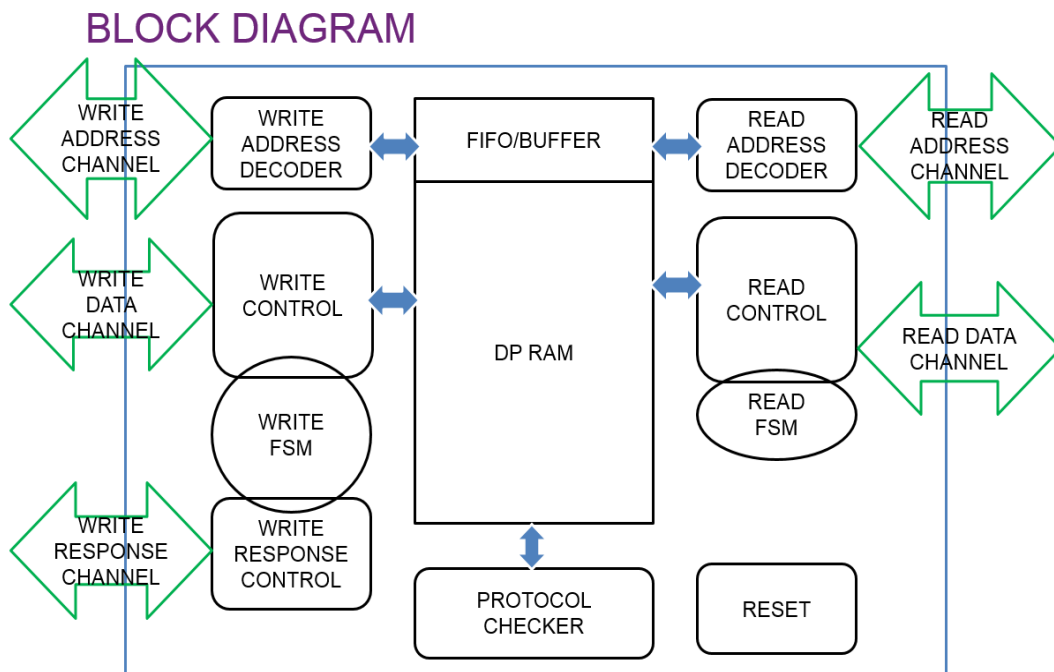 BLOCK DIAGRAM
WRITE
ADDRESS
CHANNEL
WRITE
ADDRESS
DECODER
FIFO/BUFFER
READ
ADDRESS
DECODER
READ
ADDRESS
CHANNEL
WRITE
DATA
CHANNEL
WRITE
CONTROL
DP RAM
READ
CONTROL
READ DATA
CHANNEL
WRITE
FSM
READ
FSM
WRITE
RESPONSE
CHANNEL
WRITE
RESPONSE
CONTROL
PROTOCOL
CHECKER
RESET